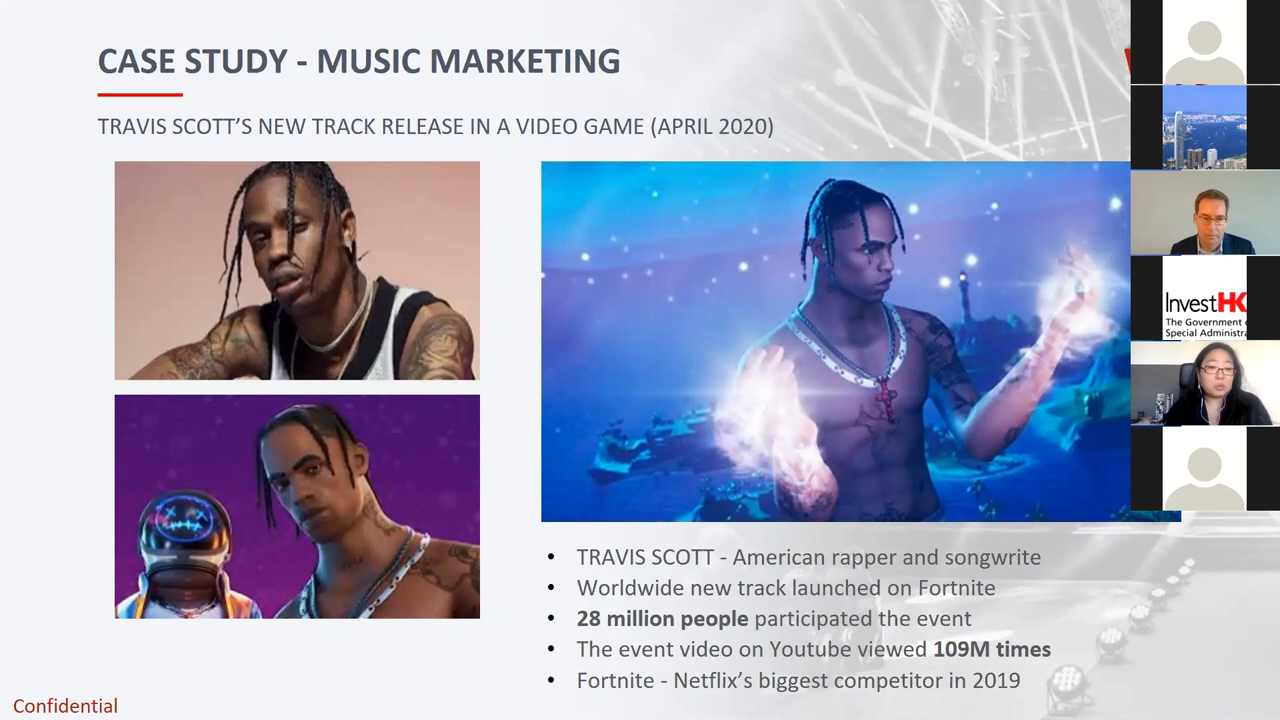 CASE STUDY - MUSIC MARKETING
TRAVIS SCOTT’S NEW TRACK RELEASE IN A VIDEO GAME (APRIL 2020)
InvestHK
The Government
Special Administra
• TRAVIS SCOTT - American rapper and songwrite
• Worldwide new track launched on Fortnite
• 28 million people participated the event
• The event video on Youtube viewed 109M times
• Fortnite - Netflix’s biggest competitor in 2019
Confidential